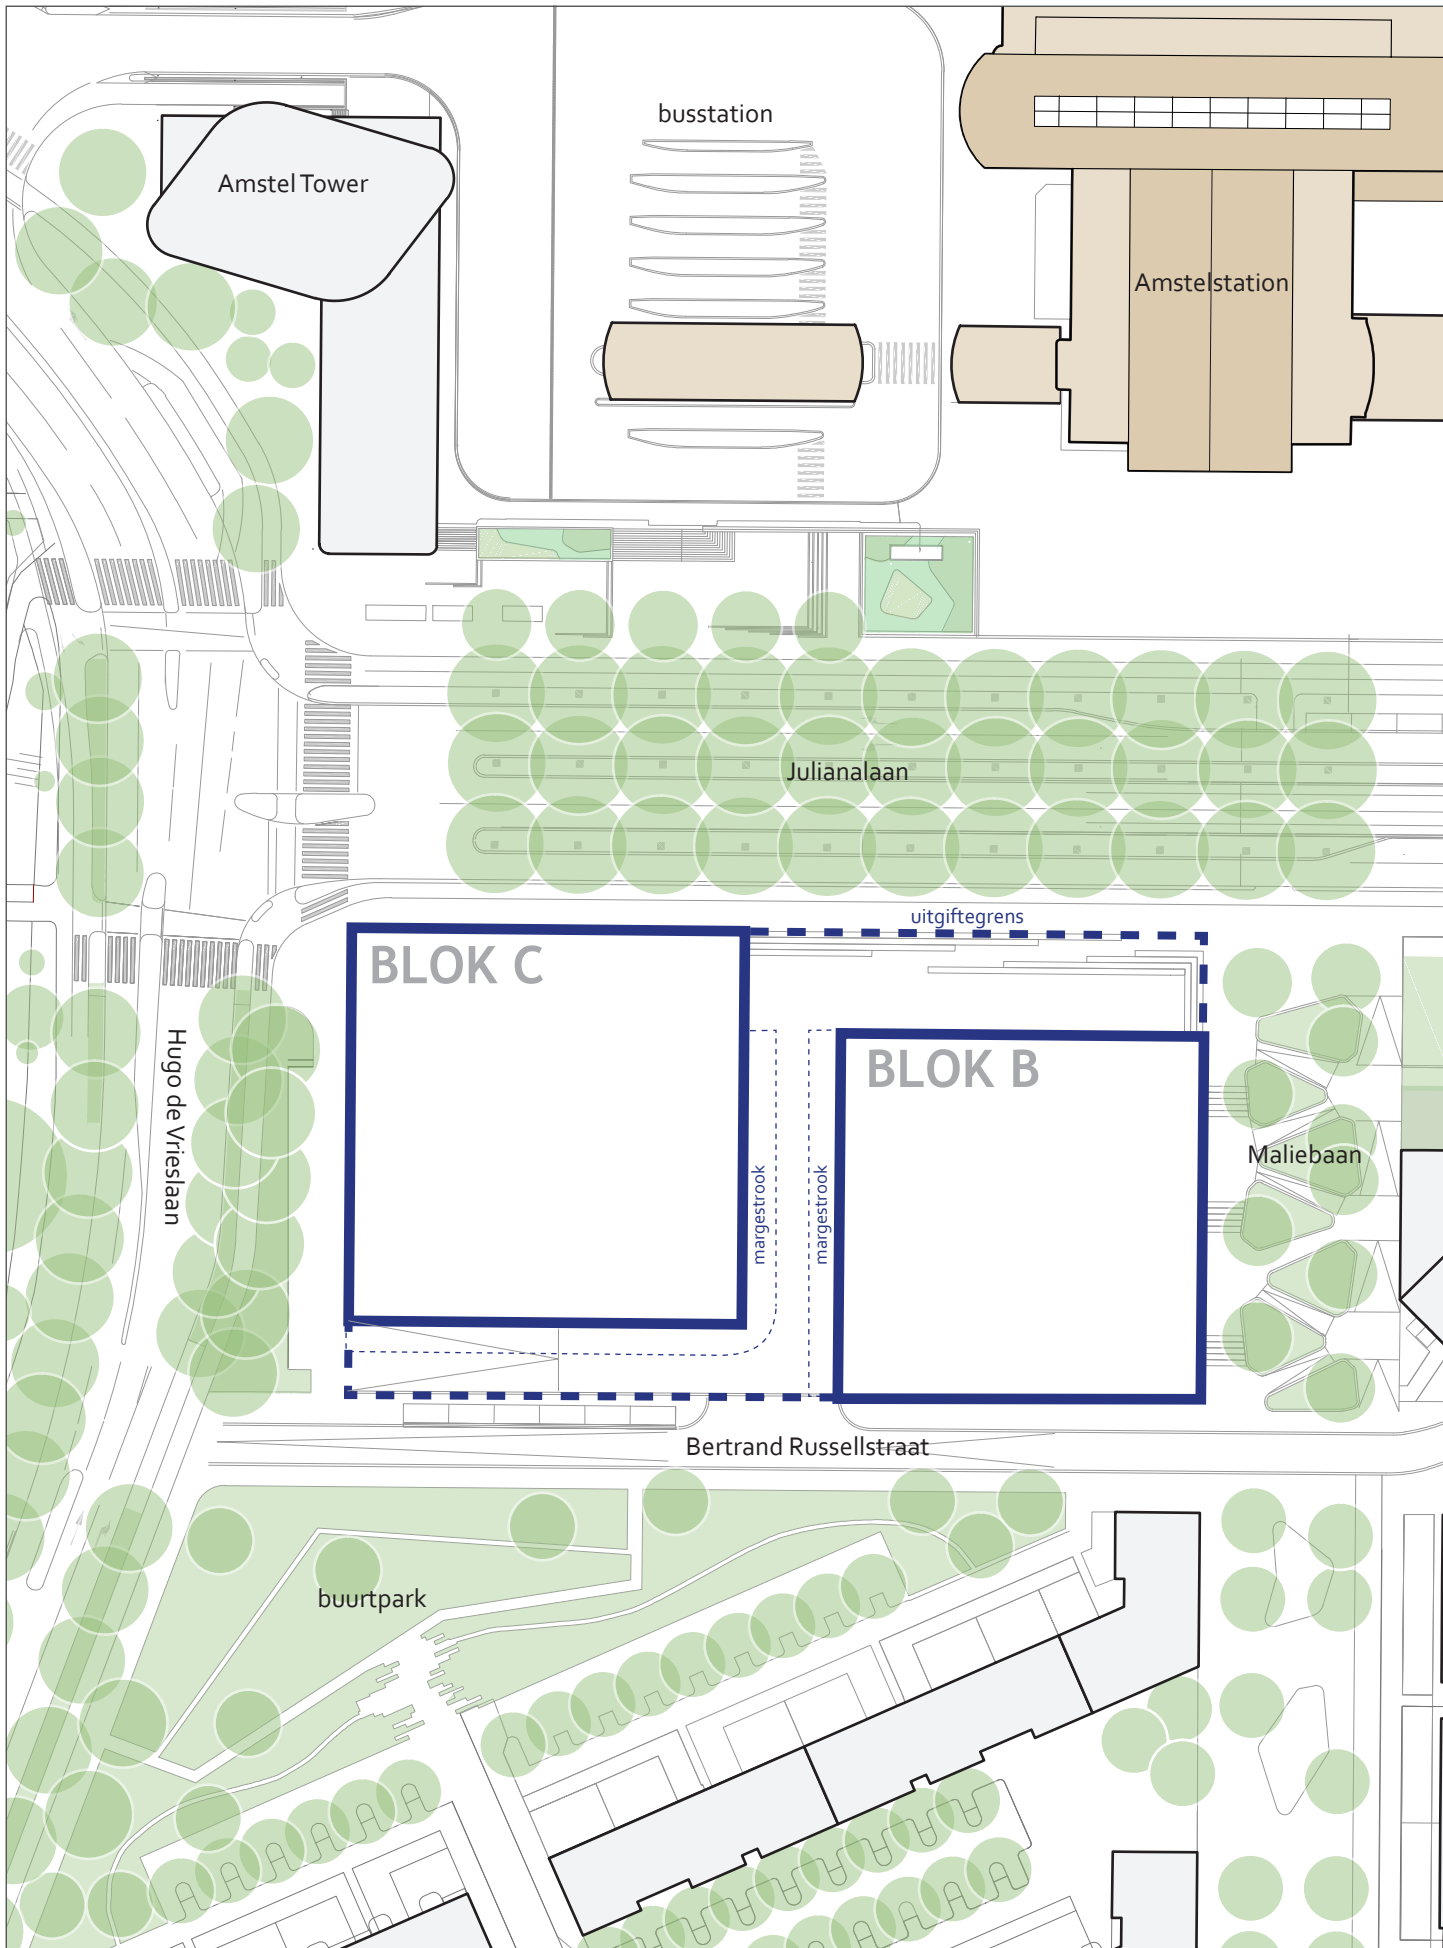 busstation
Amstel Tower
Amstelstation
Julianalaan
uitgiftegrens
BLOK C
BLOK B
Hugo de Vrieslaan
margestrook
margestrook
Maliebaan
Bertrand Russellstraat
buurtpark